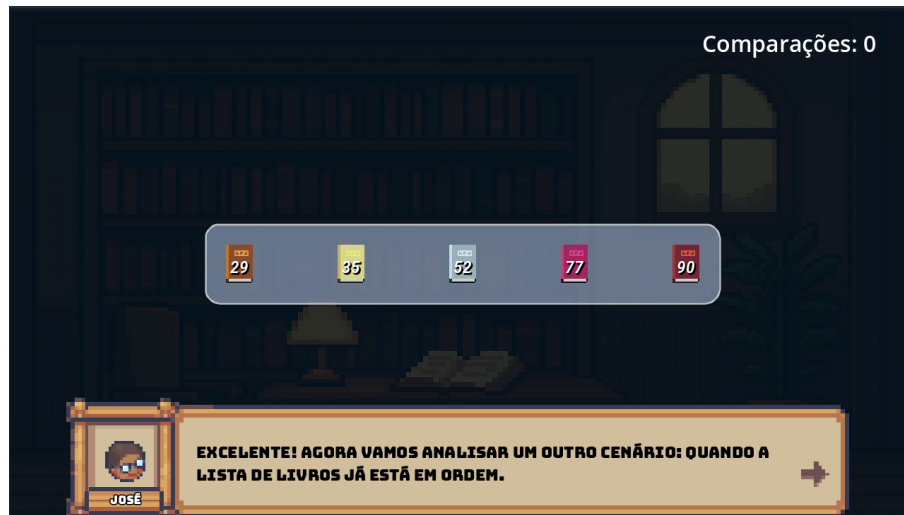 Comparações: 0
29 35 52 77 90
EXCELENTE! AGORA VAMOS ANALISAR UM OUTRO CENÁRIO: QUANDO A
LISTA DE LIVROS JÁ ESTÁ EM ORDEM.
JOSÉ